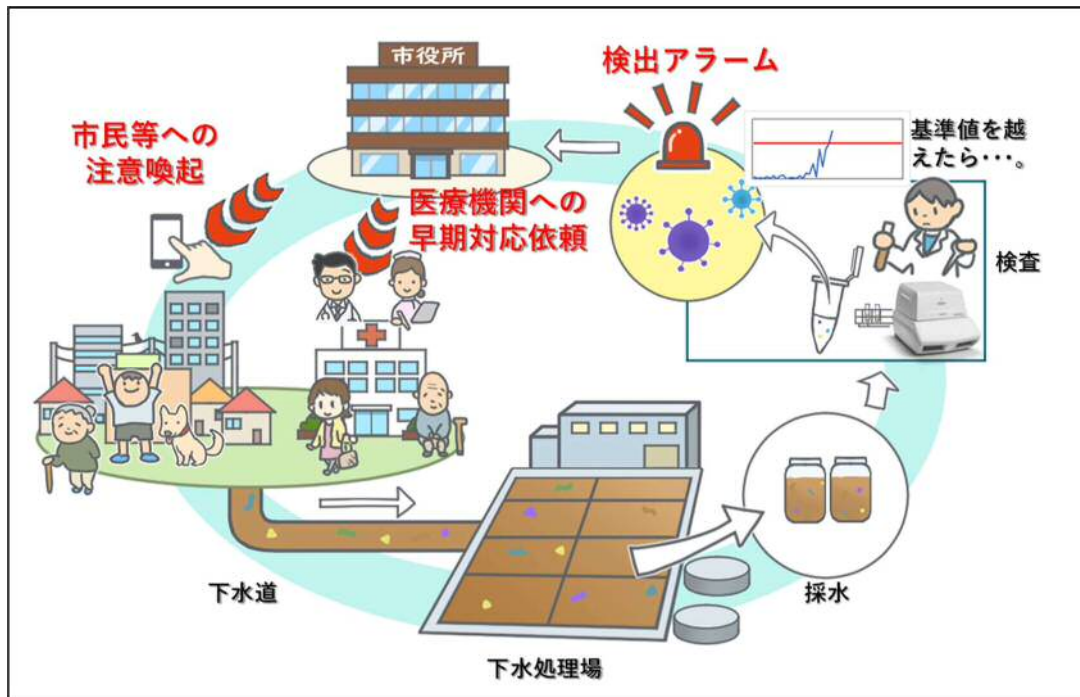 市役所
検出アラーム
基準値を越
えたら・・・。
市民等への
注意喚起
医療機関への
早期対応依頼
検査
下水道
採水
下水処理場